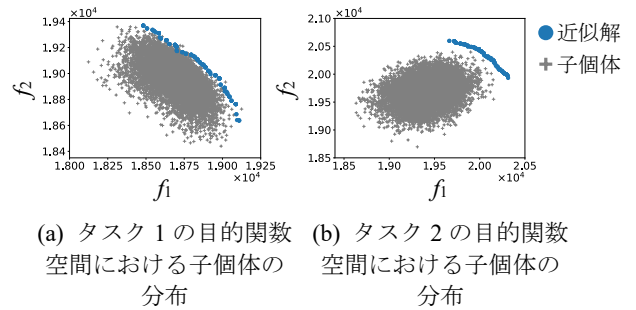 ×10⁴
1.94
1.92
1.90
1.88
1.86
1.84
f₂
1.800 1.825 1.850 1.875 1.900 1.925
×10⁴
f₁
×10⁴
2.10
2.05
2.00
1.95
1.90
1.85
f₂
1.85 1.90 1.95 2.00 2.05
×10⁴
f₁
近似解
子個体
(a) タスク 1 の目的関数
空間における子個体の
分布
(b) タスク 2 の目的関数
空間における子個体の
分布